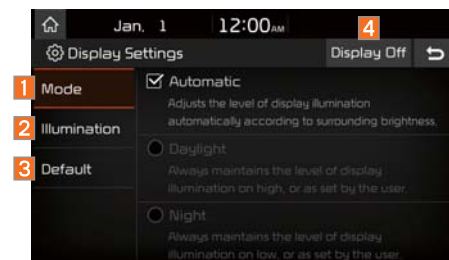 4
Jan. 1 12:00AM
Display Settings Display Off
1 Mode
Automatic
Adjusts the level of display illumination
automatically according to surrounding brightness.
2 Illumination
Daylight
Always maintains the level of display
illumination on high, or as set by the user.
3 Default
Night
Always maintains the level of display
illumination on low, or as set by the user.